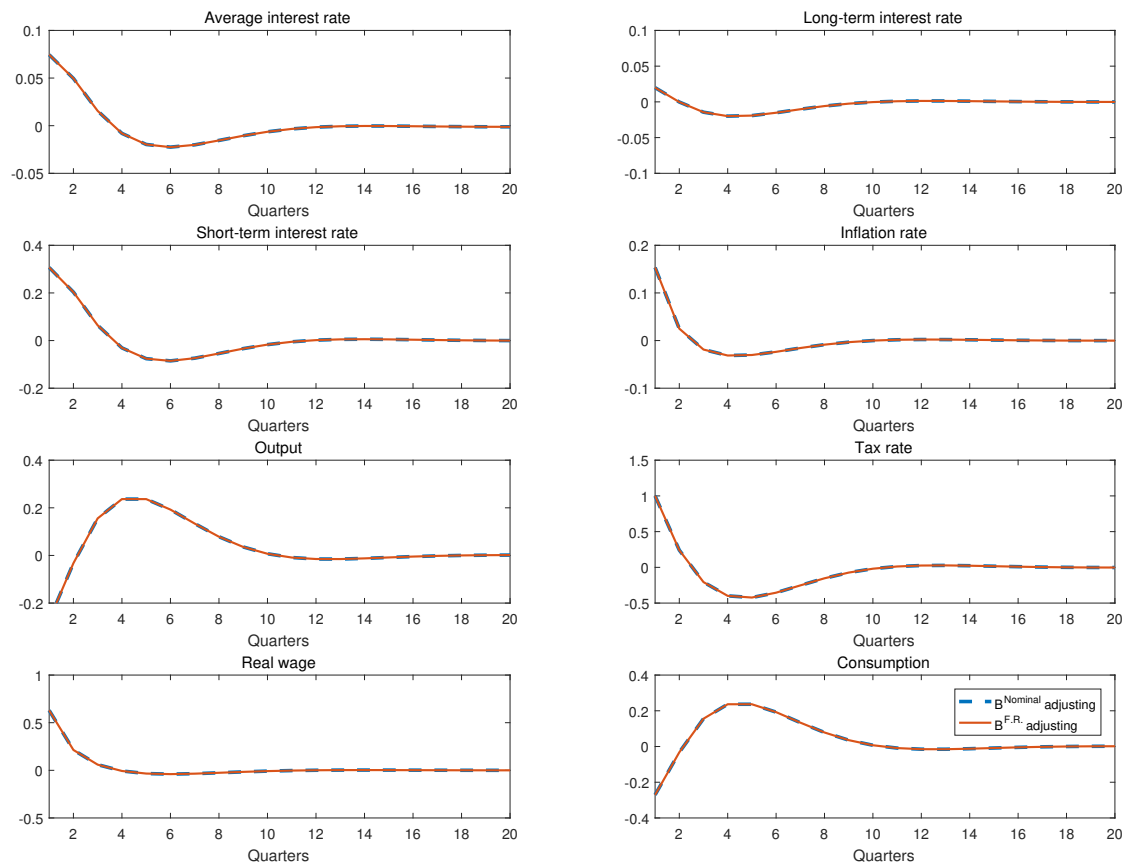 Average interest rate
0.1
0.05
0
-0.05
2 4 6 8 10 12 14 16 18 20
Quarters
Long-term interest rate
0.1
0.05
0
-0.05
-0.1
2 4 6 8 10 12 14 16 18 20
Quarters
Short-term interest rate
0.4
0.2
0
-0.2
2 4 6 8 10 12 14 16 18 20
Quarters
Inflation rate
0.2
0.1
0
-0.1
2 4 6 8 10 12 14 16 18 20
Quarters
Output
0.4
0.2
0
-0.2
2 4 6 8 10 12 14 16 18 20
Quarters
Tax rate
1.5
1
0.5
0
-0.5
2 4 6 8 10 12 14 16 18 20
Quarters
Real wage
1
0.5
0
-0.5
2 4 6 8 10 12 14 16 18 20
Quarters
Consumption
0.4
0.2
0
-0.2
-0.4
2 4 6 8 10 12 14 16 18 20
Quarters
B^Nominal adjusting
B^F.R. adjusting